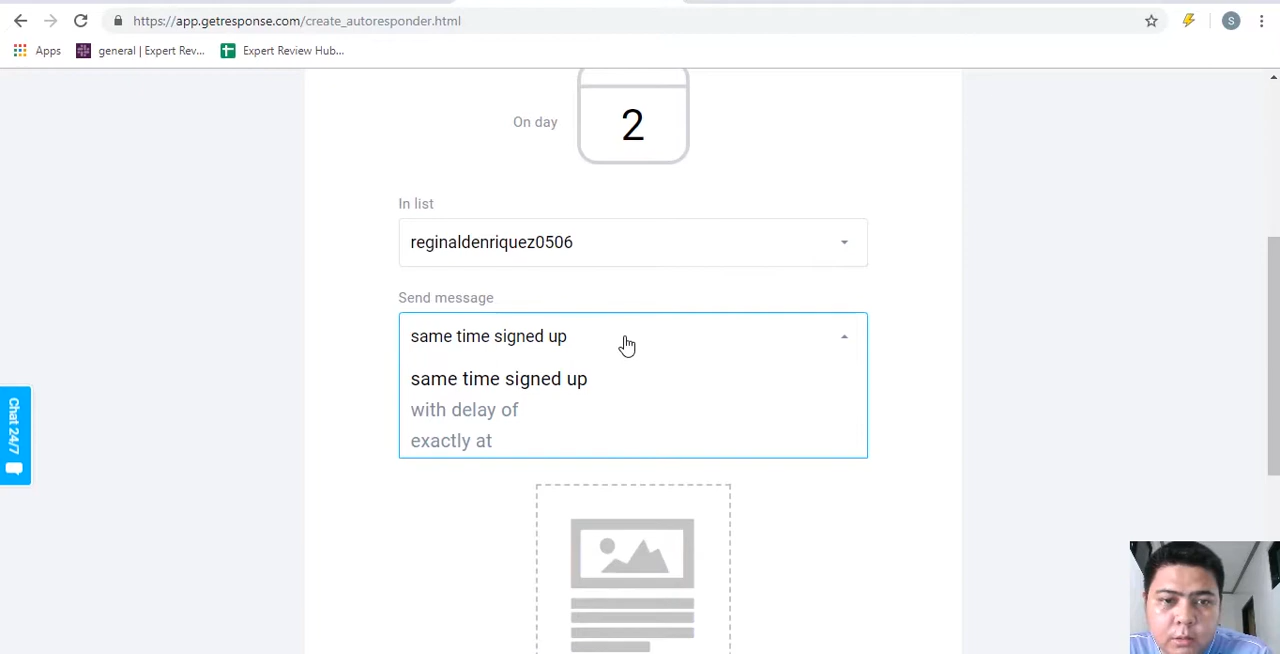 https://app.getresponse.com/create_autoresponder.html
S
Apps
general | Expert Rev...
Expert Review Hub...
On day
2
In list
reginaldenriquez0506
Send message
same time signed up
same time signed up
with delay of
exactly at
Chat 24/7